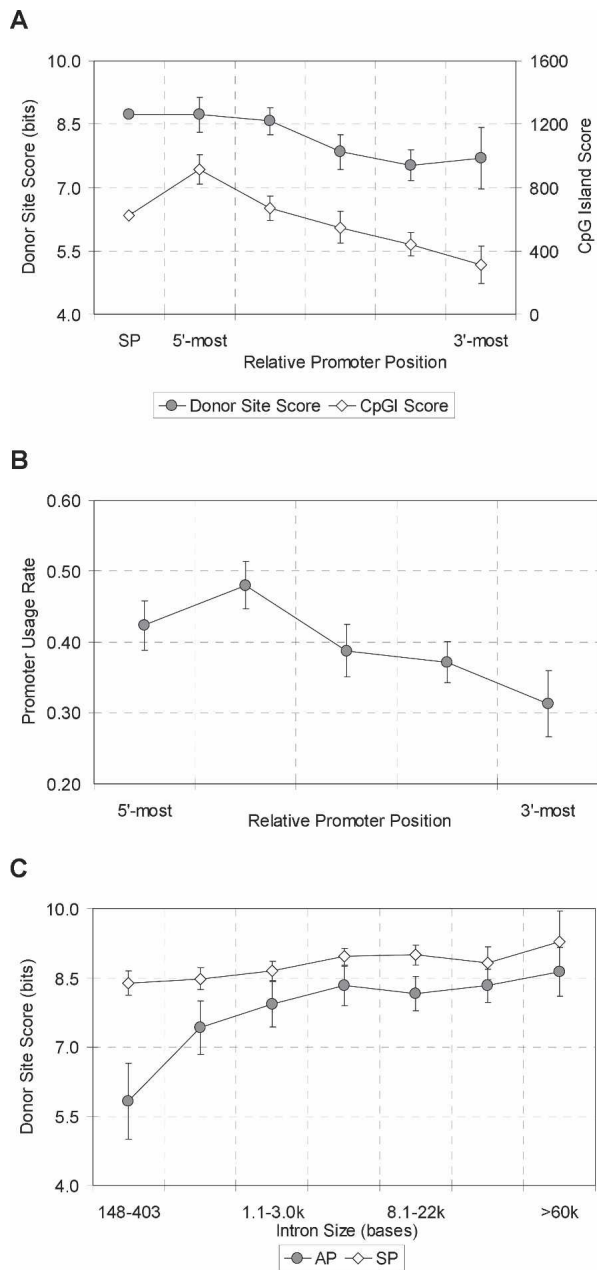 A
10.0
8.5
7.0
5.5
4.0
Donor Site Score (bits)
1600
1200
800
400
0
CpG Island Score
SP 5'-most 3'-most
Relative Promoter Position
Donor Site Score CpGI Score
B
0.60
0.50
0.40
0.30
0.20
Promoter Usage Rate
5'-most 3'-most
Relative Promoter Position
C
10.0
8.5
7.0
5.5
4.0
Donor Site Score (bits)
148-403 1.1-3.0k 8.1-22k >60k
Intron Size (bases)
AP SP